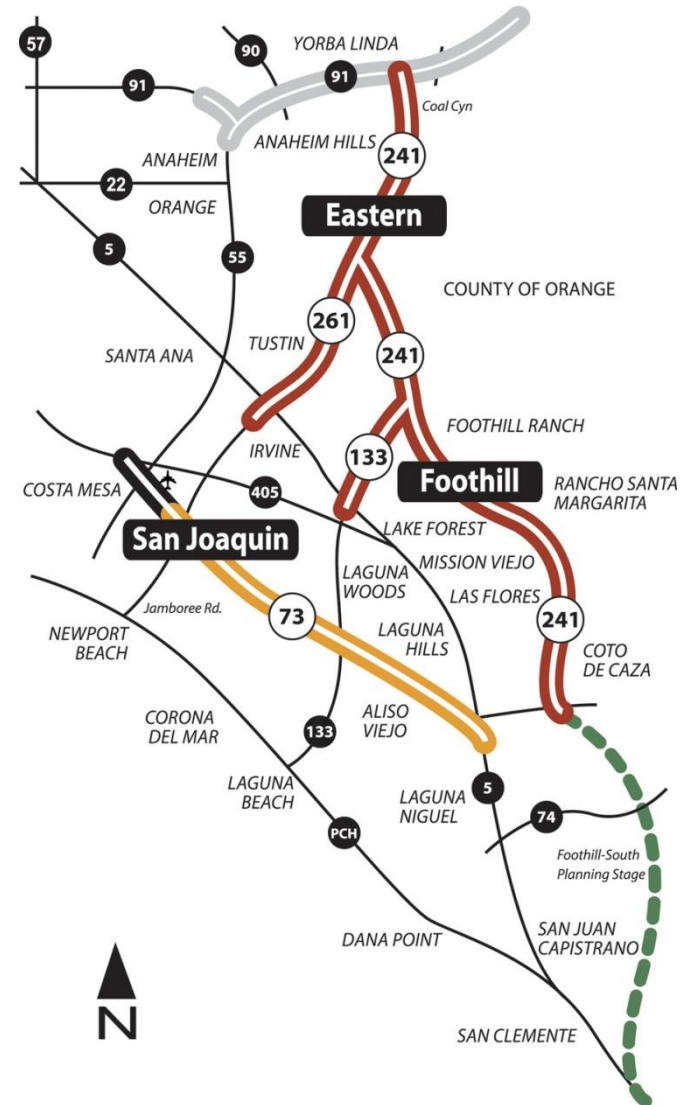 57
90
YORBA LINDA
91
91
Coal Cyn
ANAHEIM HILLS
241
ANAHEIM
22
ORANGE
Eastern
5
55
COUNTY OF ORANGE
261
TUSTIN
241
SANTA ANA
FOOTHILL RANCH
IRVINE
133
Foothill
RANCHO SANTA
MARGARITA
COSTA MESA
405
San Joaquin
LAKE FOREST
MISSION VIEJO
LAGUNA
WOODS
LAS FLORES
Jamboree Rd.
73
241
NEWPORT
BEACH
LAGUNA
HILLS
COTO
DE CAZA
CORONA
DEL MAR
133
ALISO
VIEJO
LAGUNA
BEACH
5
LAGUNA
NIGUEL
74
PCH
Foothill-South
Planning Stage
DANA POINT
SAN JUAN
CAPISTRANO
N
SAN CLEMENTE